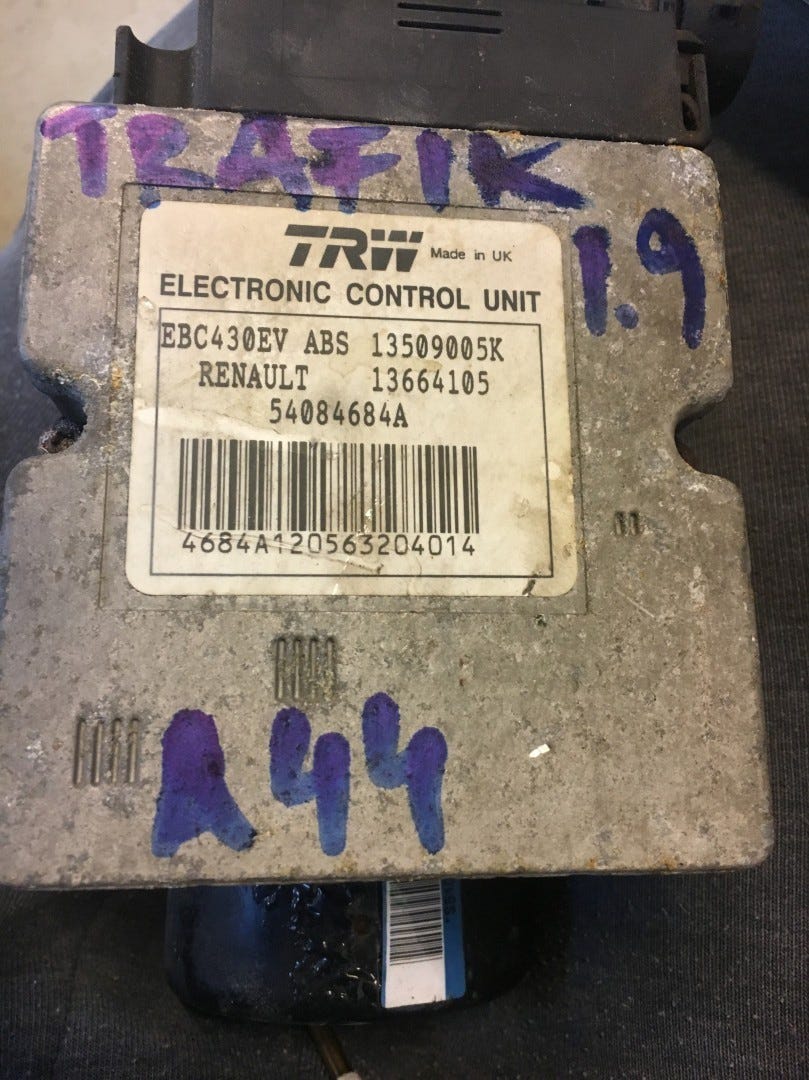 TRAFIK
1.9
TRW Made in UK
ELECTRONIC CONTROL UNIT
EBC430EV ABS 13509005K
RENAULT 13664105
54084684A
4684A120563204014
A44